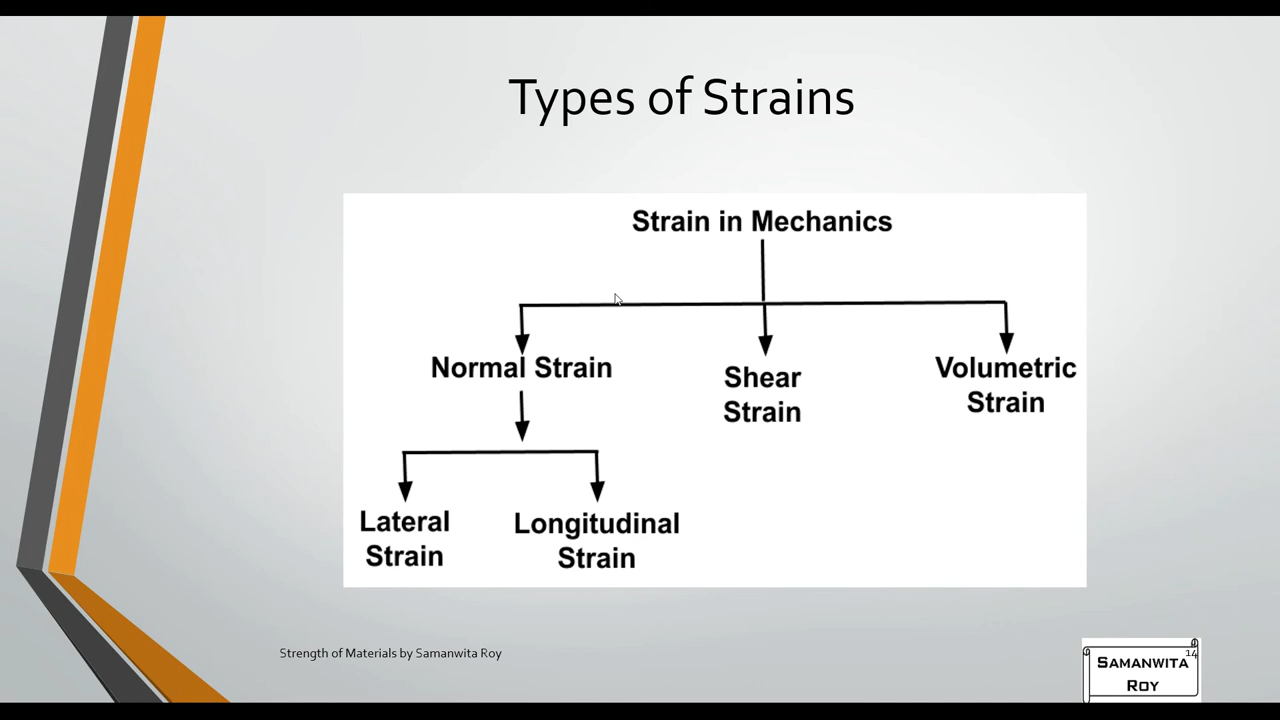 Types of Strains
Strain in Mechanics
Normal Strain
Shear
Strain
Volumetric
Strain
Lateral
Strain
Longitudinal
Strain
Strength of Materials by Samanwita Roy
14
SAMANWITA
ROY